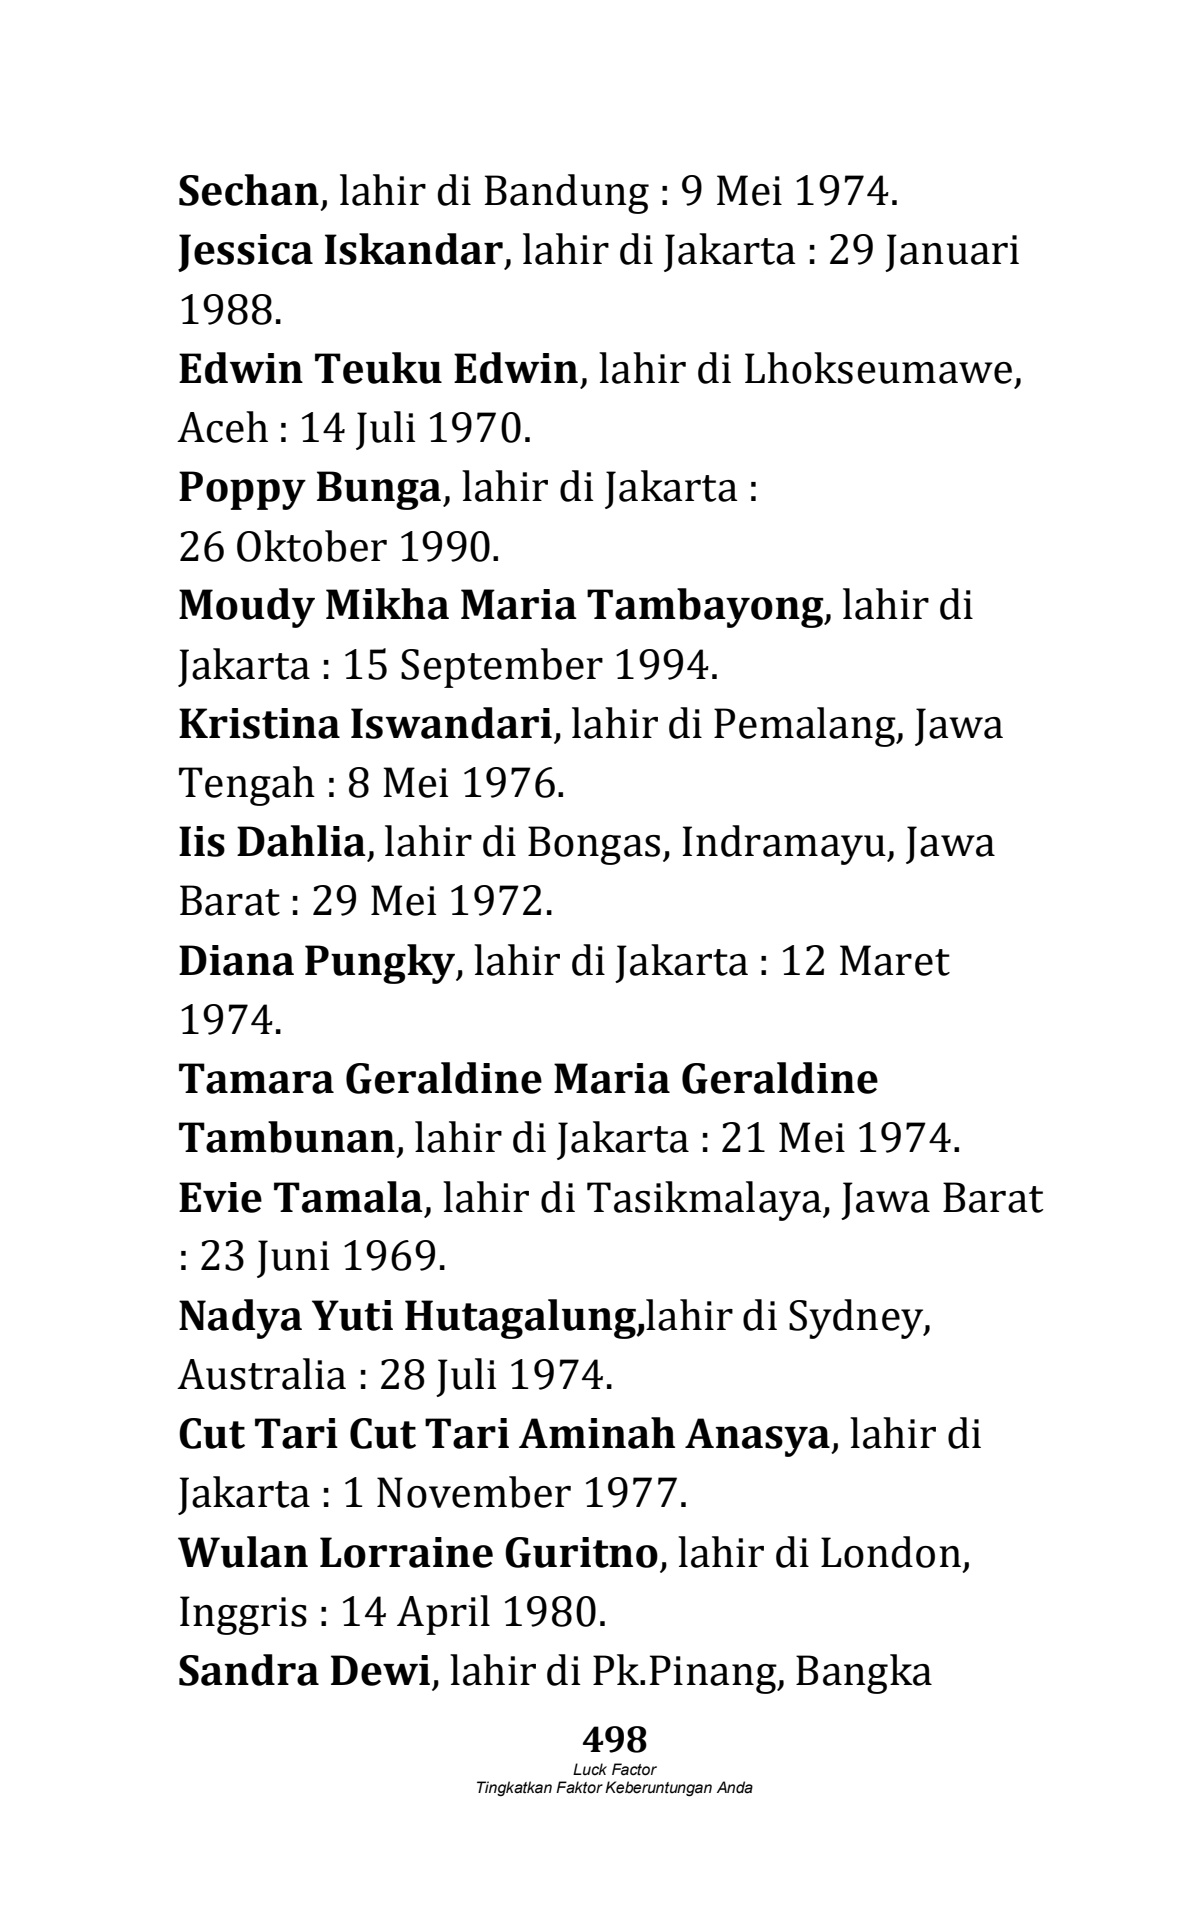 Sechan, lahir di Bandung : 9 Mei 1974.
Jessica Iskandar, lahir di Jakarta : 29 Januari
1988.
Edwin Teuku Edwin, lahir di Lhokseumawe,
Aceh : 14 Juli 1970.
Poppy Bunga, lahir di Jakarta :
26 Oktober 1990.
Moudy Mikha Maria Tambayong, lahir di
Jakarta : 15 September 1994.
Kristina Iswandari, lahir di Pemalang, Jawa
Tengah : 8 Mei 1976.
Iis Dahlia, lahir di Bongas, Indramayu, Jawa
Barat : 29 Mei 1972.
Diana Pungky, lahir di Jakarta : 12 Maret
1974.
Tamara Geraldine Maria Geraldine
Tambunan, lahir di Jakarta : 21 Mei 1974.
Evie Tamala, lahir di Tasikmalaya, Jawa Barat
: 23 Juni 1969.
Nadya Yuti Hutagalung,lahir di Sydney,
Australia : 28 Juli 1974.
Cut Tari Cut Tari Aminah Anasya, lahir di
Jakarta : 1 November 1977.
Wulan Lorraine Guritno, lahir di London,
Inggris : 14 April 1980.
Sandra Dewi, lahir di Pk.Pinang, Bangka
498
Luck Factor
Tingkatkan Faktor Keberuntungan Anda